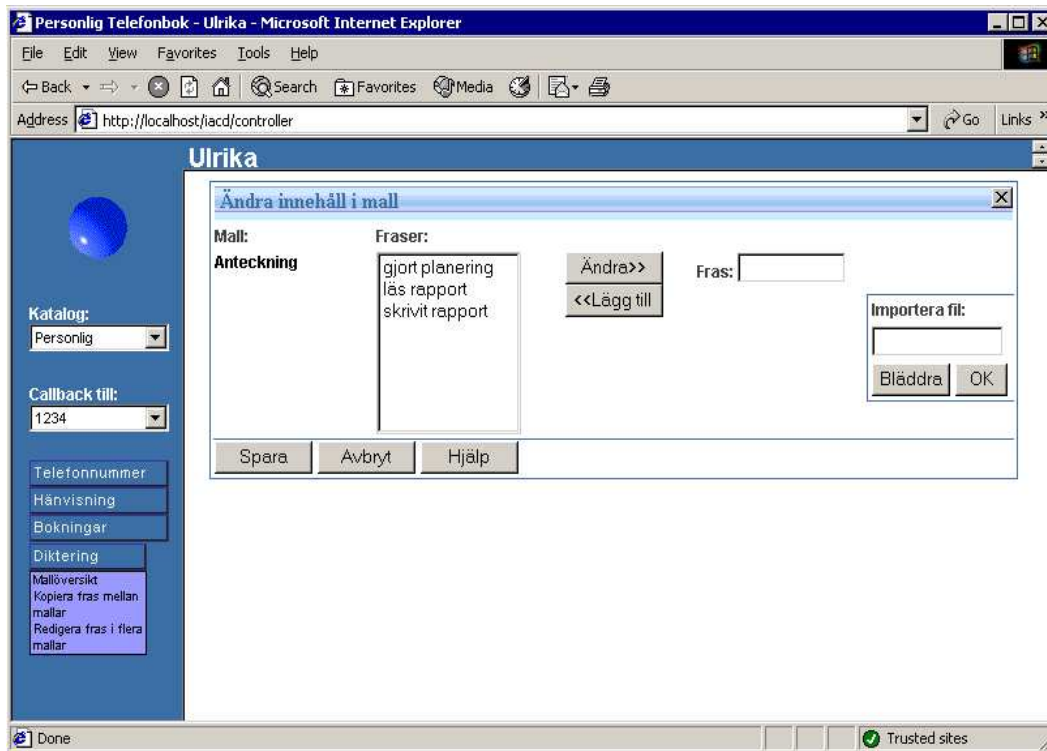 Personlig Telefonbok - Ulrika - Microsoft Internet Explorer
File Edit View Favorites Tools Help
Back Search Favorites Media
Address http://localhost/iacd/controller Go Links »
Ulrika
Ändra innehåll i mall
Mall: Fraser:
Anteckning
gjort planering
läs rapport
skrivit rapport
Ändra>>
<<Lägg till
Fras:
Importera fil:
Bläddra OK
Spara Avbryt Hjälp
Katalog:
Personlig
Callback till:
1234
Telefonnummer
Hänvisning
Bokningar
Diktering
Mallöversikt
Kopiera fras mellan
mallar
Redigera fras i flera
mallar
Done Trusted sites